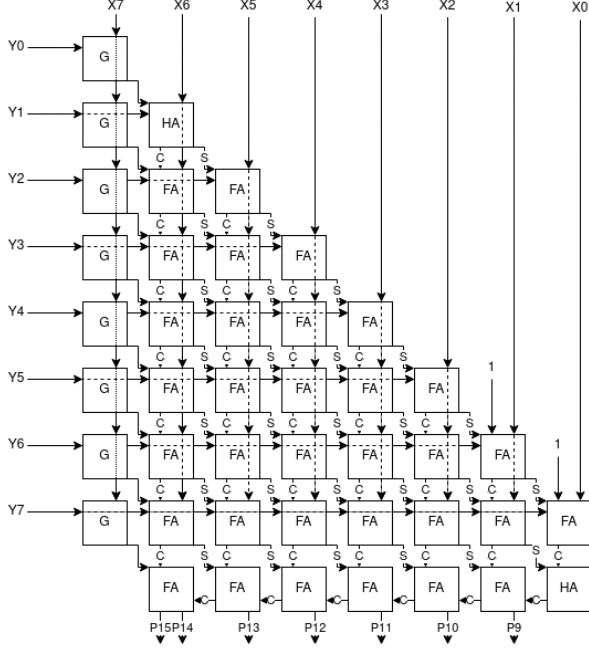 X7 X6 X5 X4 X3 X2 X1 X0
Y0 G
Y1 G HA
C S
Y2 G FA FA
C S C S
Y3 G FA FA FA
C S C S C S
Y4 G FA FA FA FA
C S C S C S C S
1
Y5 G FA FA FA FA FA
C S C S C S C S C S
Y6 G FA FA FA FA FA FA 1
C S C S C S C S C S C S
Y7 G FA FA FA FA FA FA FA
C S C S C S C S C S C S C
FA FA FA FA FA FA HA
C C C C C C
P15 P14 P13 P12 P11 P10 P9